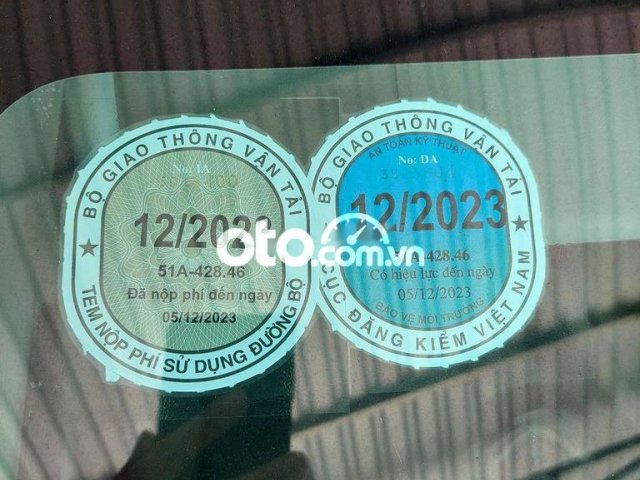 BỘ GIAO THÔNG VẬN TẢI
No: IA
12/2023
51A-428.46
Đã nộp phí đến ngày
05/12/2023
TEM NỘP PHÍ SỬ DỤNG ĐƯỜNG BỘ
BỘ GIAO THÔNG VẬN TẢI
AN TOÀN KỸ THUẬT
No: DA
12/2023
A-428.46
Có hiệu lực đến ngày
05/12/2023
BẢO VỆ MÔI TRƯỜNG
CỤC ĐĂNG KIỂM VIỆT NAM
oto.com.vn